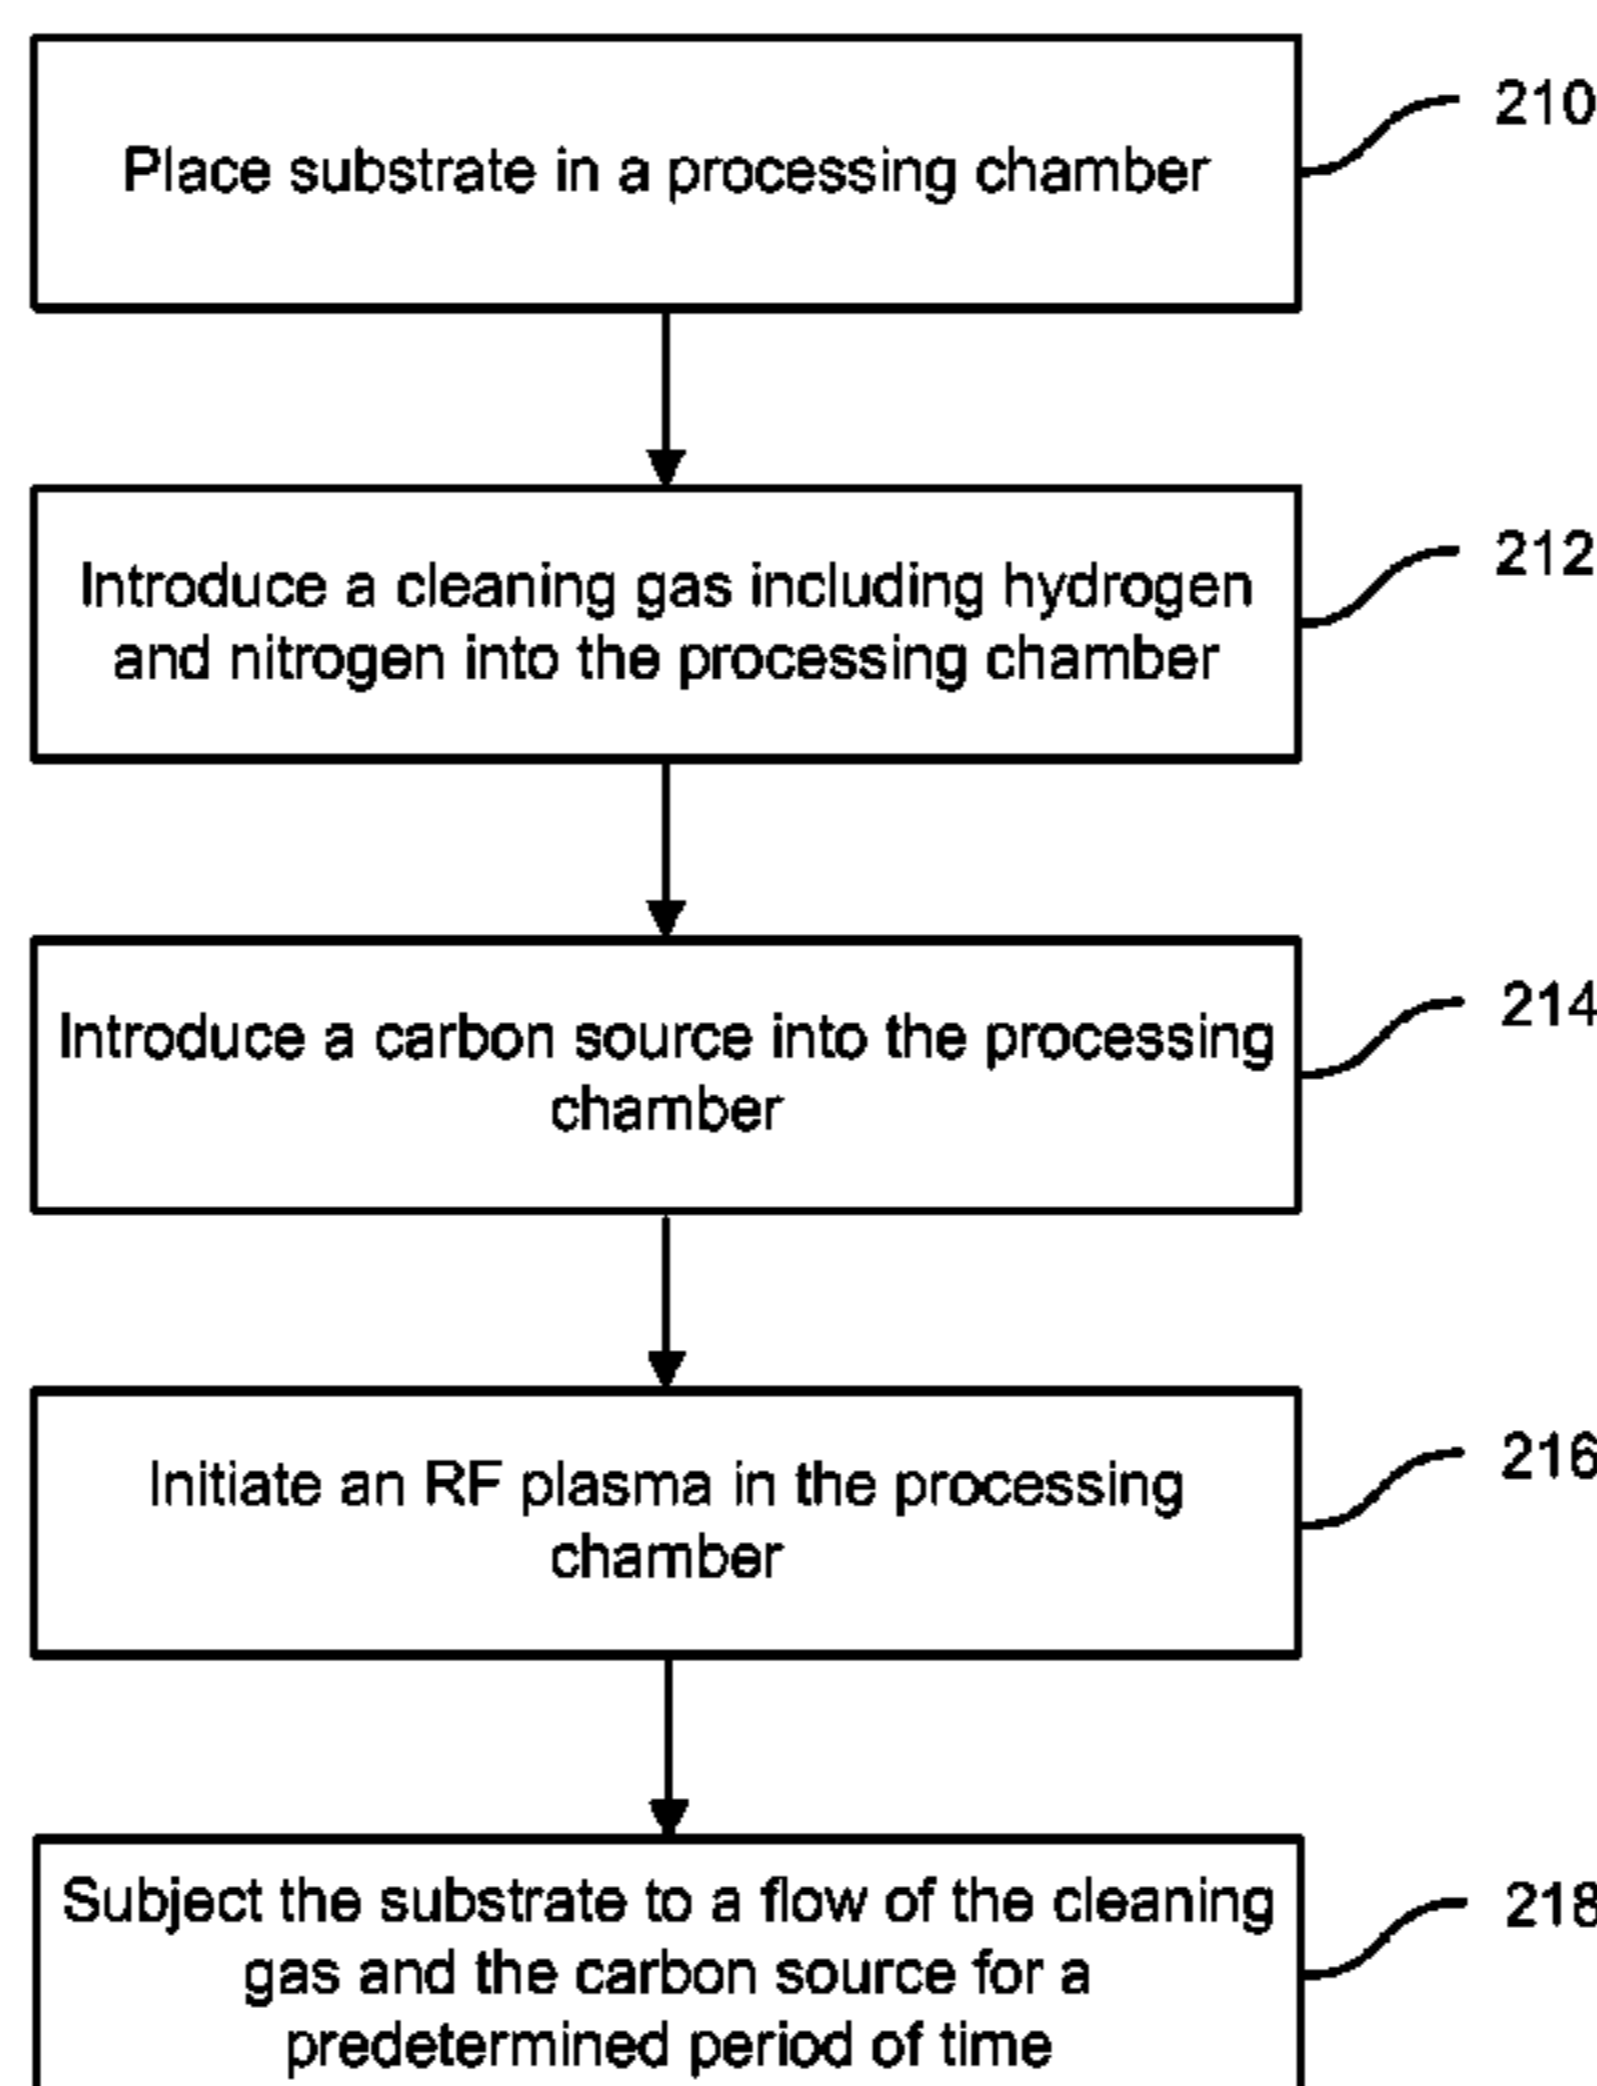 Place substrate in a processing chamber
210
Introduce a cleaning gas including hydrogen
and nitrogen into the processing chamber
212
Introduce a carbon source into the processing
chamber
214
Initiate an RF plasma in the processing
chamber
216
Subject the substrate to a flow of the cleaning
gas and the carbon source for a
predetermined period of time
218